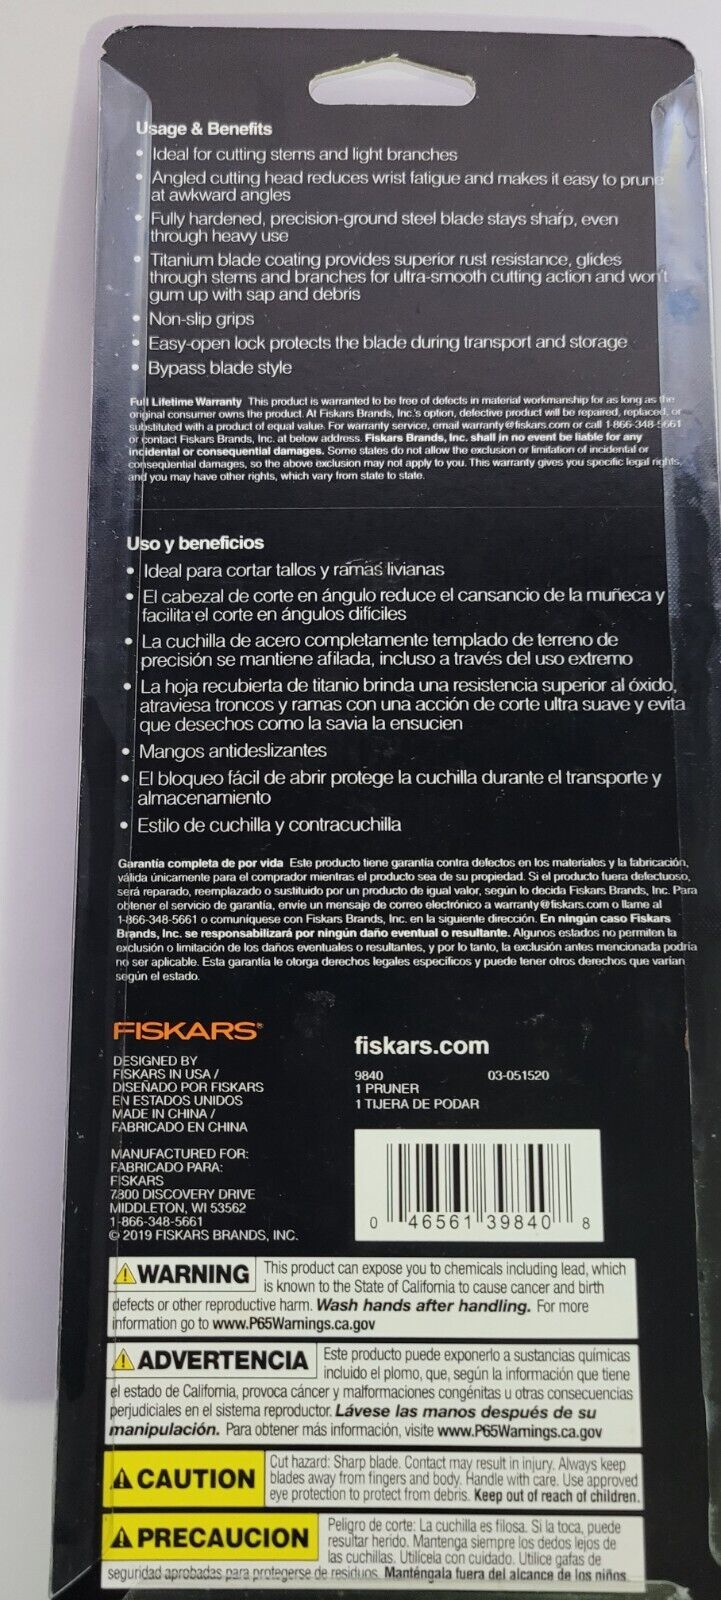 Usage & Benefits
• Ideal for cutting stems and light branches
• Angled cutting head reduces wrist fatigue and makes it easy to prune
at awkward angles
• Fully hardened, precision-ground steel blade stays sharp, even
through heavy use
• Titanium blade coating provides superior rust resistance, glides
through stems and branches for ultra-smooth cutting action and won't
gum up with sap and debris
• Non-slip grips
• Easy-open lock protects the blade during transport and storage
• Bypass blade style
Full Lifetime Warranty This product is warranted to be free of defects in material workmanship for as long as the
original consumer owns the product. At Fiskars Brands, Inc.'s option, defective product will be repaired, replaced, or
substituted with a product of equal value. For warranty service, email warranty@fiskars.com or call 1-866-348-5661
or contact Fiskars Brands, Inc. at below address. Fiskars Brands, Inc. shall in no event be liable for any
incidental or consequential damages. Some states do not allow the exclusion or limitation of incidental or
consequential damages, so the above exclusion may not apply to you. This warranty gives you specific legal rights,
and you may have other rights, which vary from state to state.
Uso y beneficios
• Ideal para cortar tallos y ramas livianas
• El cabezal de corte en ángulo reduce el cansancio de la muñeca y
facilita el corte en ángulos difíciles
• La cuchilla de acero completamente templado de terreno de
precisión se mantiene afilada, incluso a través del uso extremo
• La hoja recubierta de titanio brinda una resistencia superior al óxido,
atraviesa troncos y ramas con una acción de corte ultra suave y evita
que desechos como la savia la ensucien
• Mangos antideslizantes
• El bloqueo fácil de abrir protege la cuchilla durante el transporte y
almacenamiento
• Estilo de cuchilla y contracuchilla
Garantía completa de por vida Este producto tiene garantía contra defectos en los materiales y la fabricación,
válida únicamente para el comprador mientras el producto sea de su propiedad. Si el producto fuera defectuoso,
será reparado, reemplazado o sustituido por un producto de igual valor, según lo decida Fiskars Brands, Inc. Para
obtener el servicio de garantía, envíe un mensaje de correo electrónico a warranty@fiskars.com o llame al
1-866-348-5661 o comuníquese con Fiskars Brands, Inc. en la siguiente dirección. En ningún caso Fiskars
Brands, Inc. se responsabilizará por ningún daño eventual o resultante. Algunos estados no permiten la
exclusión o limitación de los daños eventuales o resultantes, y por lo tanto, la exclusión antes mencionada podría
no ser aplicable. Esta garantía le otorga derechos legales específicos y puede tener otros derechos que varían
según el estado.
FISKARS®
DESIGNED BY
FISKARS IN USA /
DISEÑADO POR FISKARS
EN ESTADOS UNIDOS
MADE IN CHINA /
FABRICADO EN CHINA
MANUFACTURED FOR:
FABRICADO PARA:
FISKARS
7800 DISCOVERY DRIVE
MIDDLETON, WI 53562
1-866-348-5661
© 2019 FISKARS BRANDS, INC.
fiskars.com
9840 03-051520
1 PRUNER
1 TIJERA DE PODAR
0 46561 39840 8
WARNING This product can expose you to chemicals including lead, which
is known to the State of California to cause cancer and birth
defects or other reproductive harm. Wash hands after handling. For more
information go to www.P65Warnings.ca.gov
ADVERTENCIA Este producto puede exponerlo a sustancias químicas
incluido el plomo, que, según la información que tiene
el estado de California, provoca cáncer y malformaciones congénitas u otras consecuencias
perjudiciales en el sistema reproductor. Lávese las manos después de su
manipulación. Para obtener más información, visite www.P65Warnings.ca.gov
CAUTION Cut hazard: Sharp blade. Contact may result in injury. Always keep
blades away from fingers and body. Handle with care. Use approved
eye protection to protect from debris. Keep out of reach of children.
PRECAUCION Peligro de corte: La cuchilla es filosa. Si la toca, puede
resultar herido. Mantenga siempre los dedos lejos de
las cuchillas. Utilícela con cuidado. Utilice gafas de
seguridad aprobadas para protegerse de residuos. Manténgala fuera del alcance de los niños.